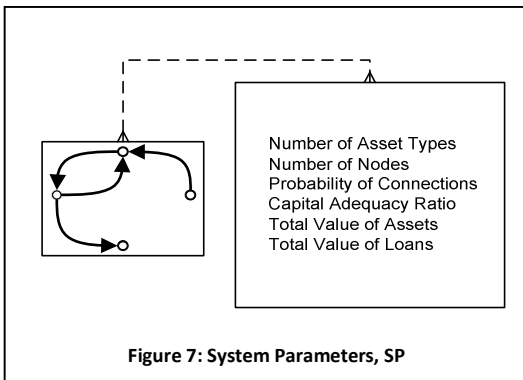 Number of Asset Types
Number of Nodes
Probability of Connections
Capital Adequacy Ratio
Total Value of Assets
Total Value of Loans
Figure 7: System Parameters, SP